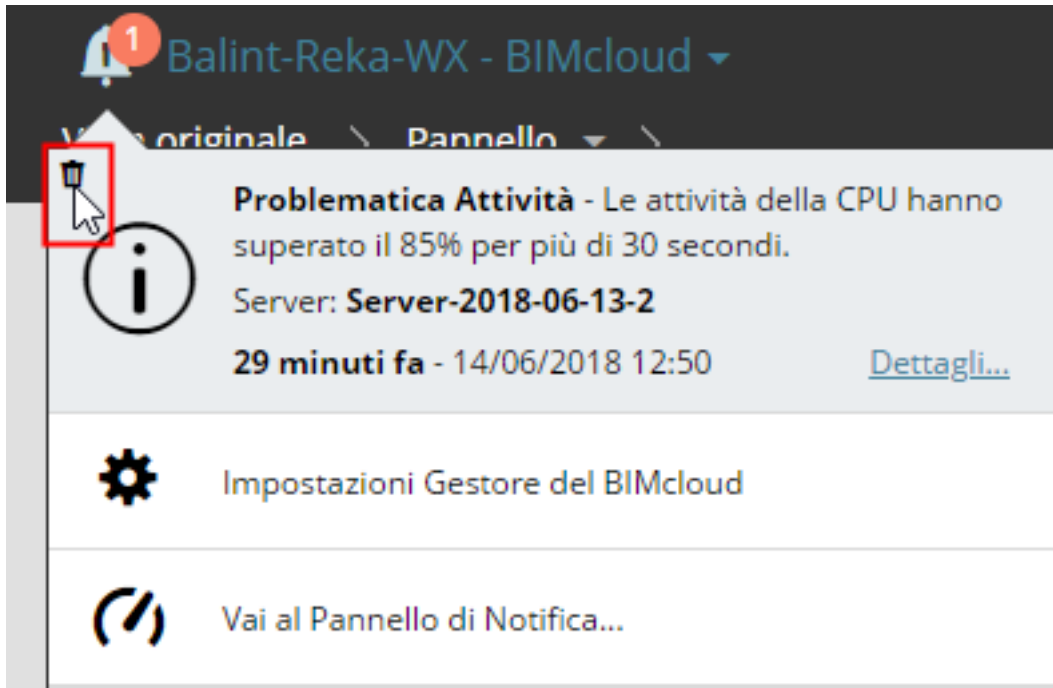 1
Balint-Reka-WX - BIMcloud
originale Pannello
Problematica Attività - Le attività della CPU hanno
superato il 85% per più di 30 secondi.
Server: Server-2018-06-13-2
29 minuti fa - 14/06/2018 12:50 Dettagli...
Impostazioni Gestore del BIMcloud
Vai al Pannello di Notifica...